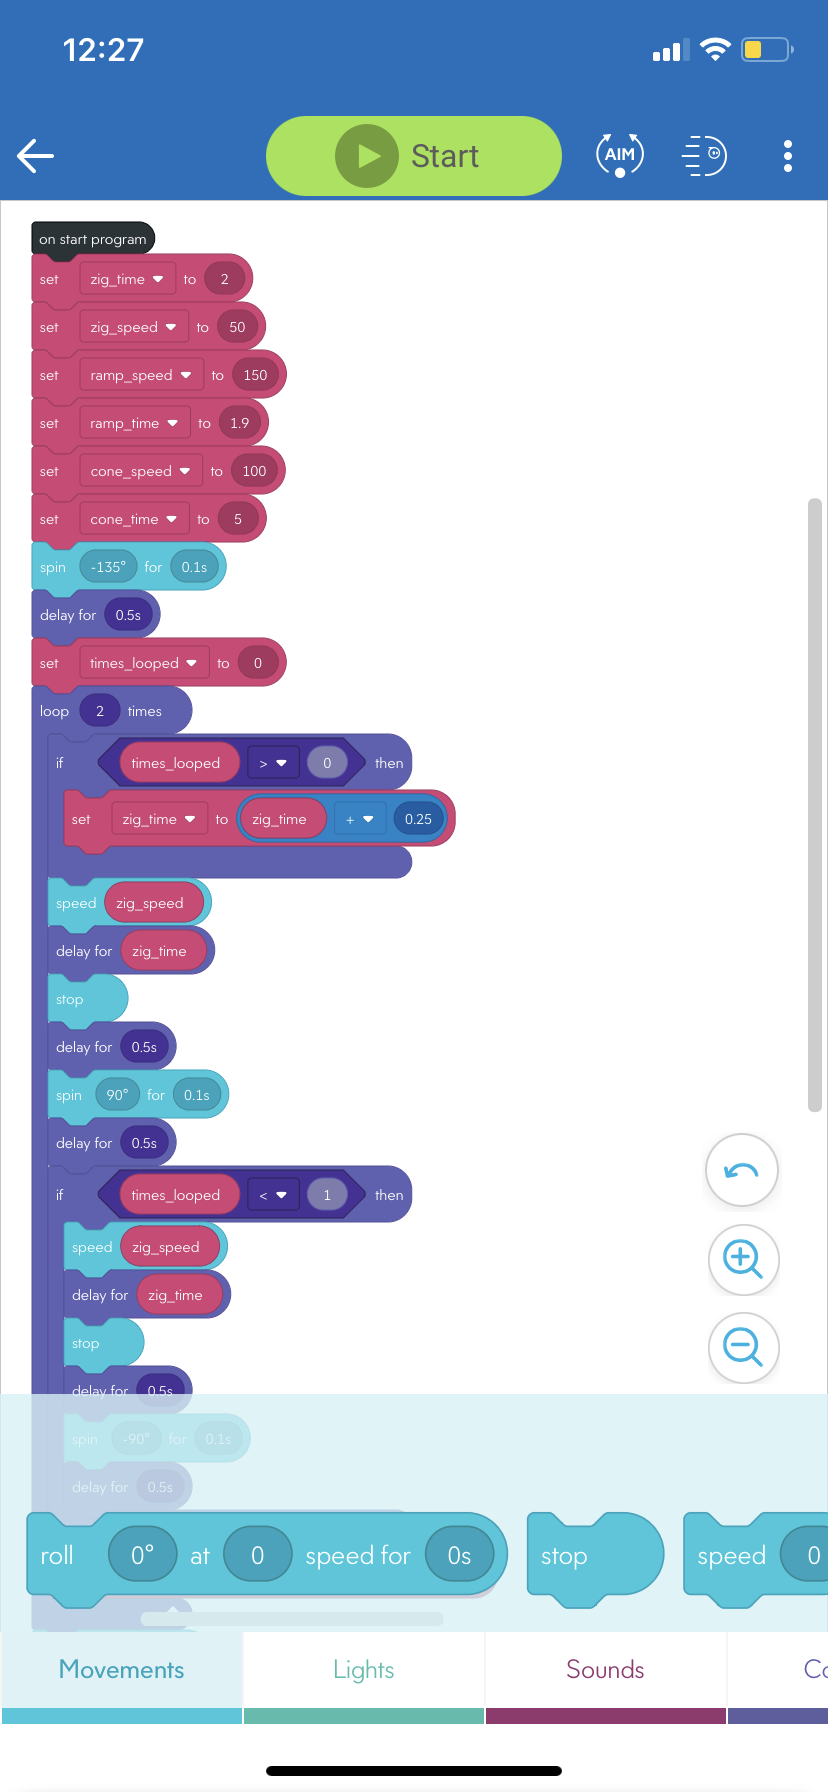 12:27
Start
AIM
on start program
set zig_time to 2
set zig_speed to 50
set ramp_speed to 150
set ramp_time to 1.9
set cone_speed to 100
set cone_time to 5
spin -135° for 0.1s
delay for 0.5s
set times_looped to 0
loop 2 times
if times_looped > 0 then
set zig_time to zig_time + 0.25
speed zig_speed
delay for zig_time
stop
delay for 0.5s
spin 90° for 0.1s
delay for 0.5s
if times_looped < 1 then
speed zig_speed
delay for zig_time
stop
delay for 0.5s
spin -90° for 0.1s
delay for 0.5s
roll 0° at 0 speed for 0s stop speed 0
Movements Lights Sounds Co